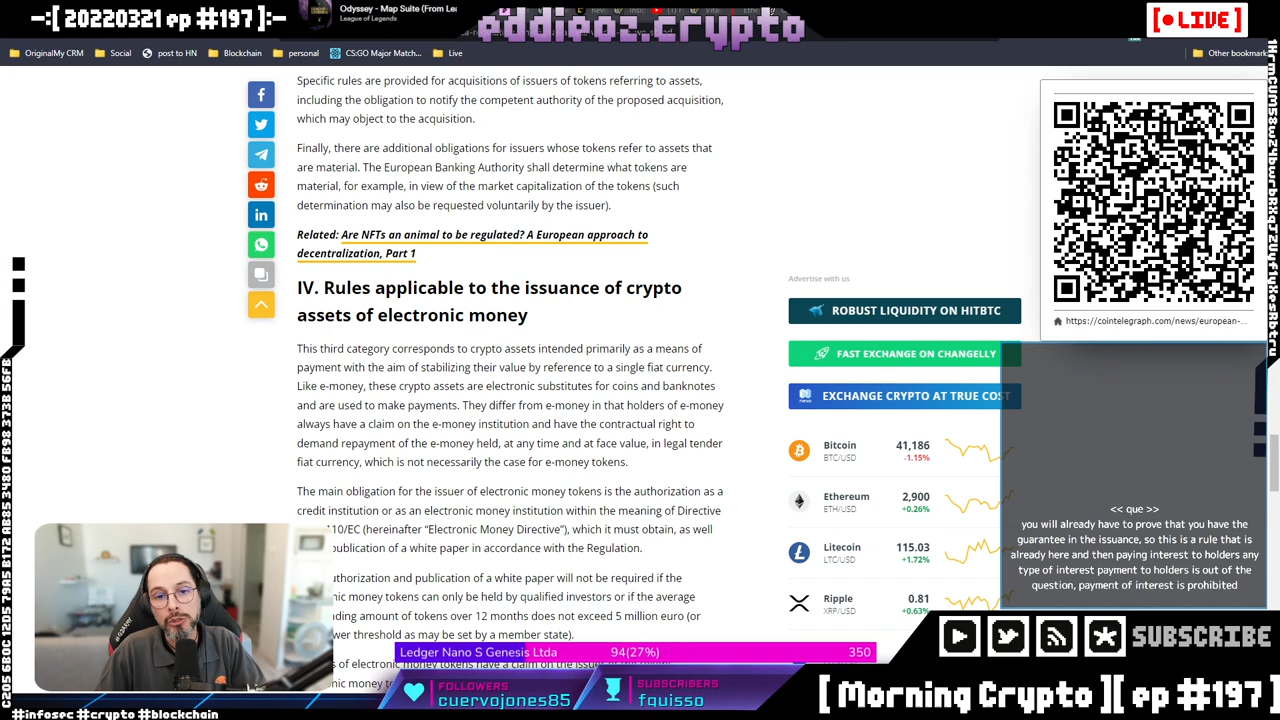 -:[ 20220321 ep #197]:-
Odyssey - Map Suite (From Lea
League of Legends
eddieoz.crypto
[ LIVE ]
OriginalMy CRM
Social
post to HN
Blockchain
personal
CS:GO Major Match...
Live
Other bookmark
Specific rules are provided for acquisitions of issuers of tokens referring to assets,
including the obligation to notify the competent authority of the proposed acquisition,
which may object to the acquisition.
Finally, there are additional obligations for issuers whose tokens refer to assets that
are material. The European Banking Authority shall determine what tokens are
material, for example, in view of the market capitalization of the tokens (such
determination may also be requested voluntarily by the issuer).
Related: Are NFTs an animal to be regulated? A European approach to
decentralization, Part 1
IV. Rules applicable to the issuance of crypto
assets of electronic money
This third category corresponds to crypto assets intended primarily as a means of
payment with the aim of stabilizing their value by reference to a single fiat currency.
Like e-money, these crypto assets are electronic substitutes for coins and banknotes
and are used to make payments. They differ from e-money in that holders of e-money
always have a claim on the e-money institution and have the contractual right to
demand repayment of the e-money held, at any time and at face value, in legal tender
fiat currency, which is not necessarily the case for e-money tokens.
The main obligation for the issuer of electronic money tokens is the authorization as a
credit institution or as an electronic money institution within the meaning of Directive
10/EC (hereinafter “Electronic Money Directive”), which it must obtain, as well
publication of a white paper in accordance with the Regulation.
uthorization and publication of a white paper will not be required if the
onic money tokens can only be held by qualified investors or if the average
nding amount of tokens over 12 months does not exceed 5 million euro (or
wer threshold as may be set by a member state).
s of electronic money tokens have a claim on the
onic money to
Advertise with us
ROBUST LIQUIDITY ON HITBTC
FAST EXCHANGE ON CHANGELLY
news
EXCHANGE CRYPTO AT TRUE COST
Bitcoin 41,186
BTC/USD -1.15%
Ethereum 2,900
ETH/USD +0.26%
Litecoin 115.03
LTC/USD +1.72%
Ripple 0.81
XRP/USD +0.63%
https://cointelegraph.com/news/european-...
<< que >>
you will already have to prove that you have the
guarantee in the issuance, so this is a rule that is
already here and then paying interest to holders any
type of interest payment to holders is out of the
question, payment of interest is prohibited
Ledger Nano S Genesis Ltda 94(27%) 350
FOLLOWERS
cuervojones85
SUBSCRIBERS
fquisso
SUBSCRIBE
[Morning Crypto][ep #197]
#infosec #crypto #blockchain